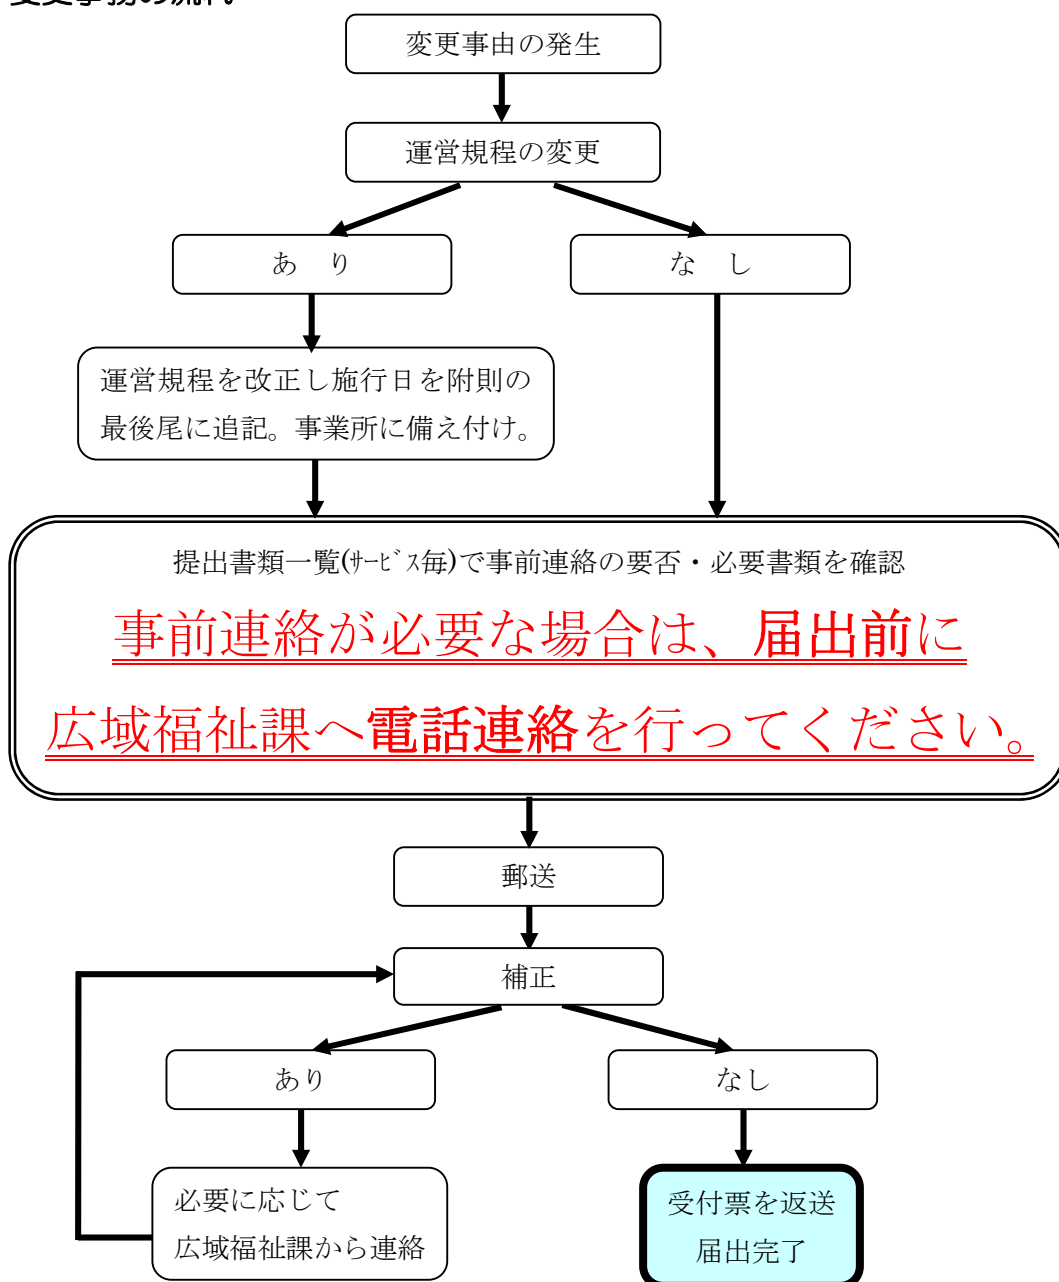 変更事務の流れ
変更事由の発生
運営規程の変更
あ　り
な　し
運営規程を改正し施行日を附則の
最後尾に追記。事業所に備え付け。
提出書類一覧(ｻｰﾋﾞｽ毎)で事前連絡の要否・必要書類を確認
事前連絡が必要な場合は、届出前に
広域福祉課へ電話連絡を行ってください。
郵送
補正
あり
なし
必要に応じて
広域福祉課から連絡
受付票を返送
届出完了